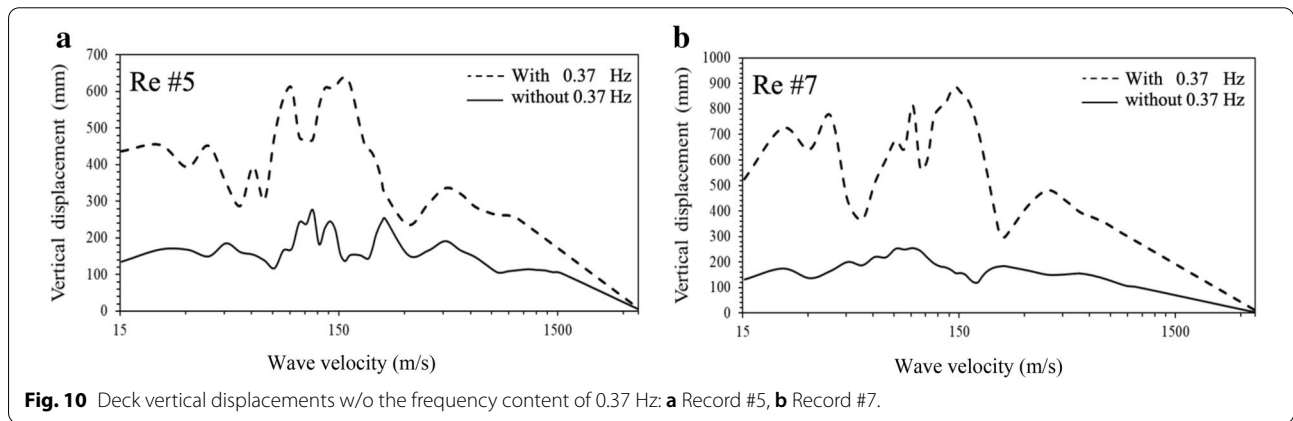 a
Re #5
With 0.37 Hz
without 0.37 Hz
Vertical displacement (mm)
700
600
500
400
300
200
100
0
15
150
1500
Wave velocity (m/s)
b
Re #7
With 0.37 Hz
without 0.37 Hz
Vertical displacement (mm)
1000
900
800
700
600
500
400
300
200
100
0
15
150
1500
Wave velocity (m/s)
Fig. 10 Deck vertical displacements w/o the frequency content of 0.37 Hz: a Record #5, b Record #7.